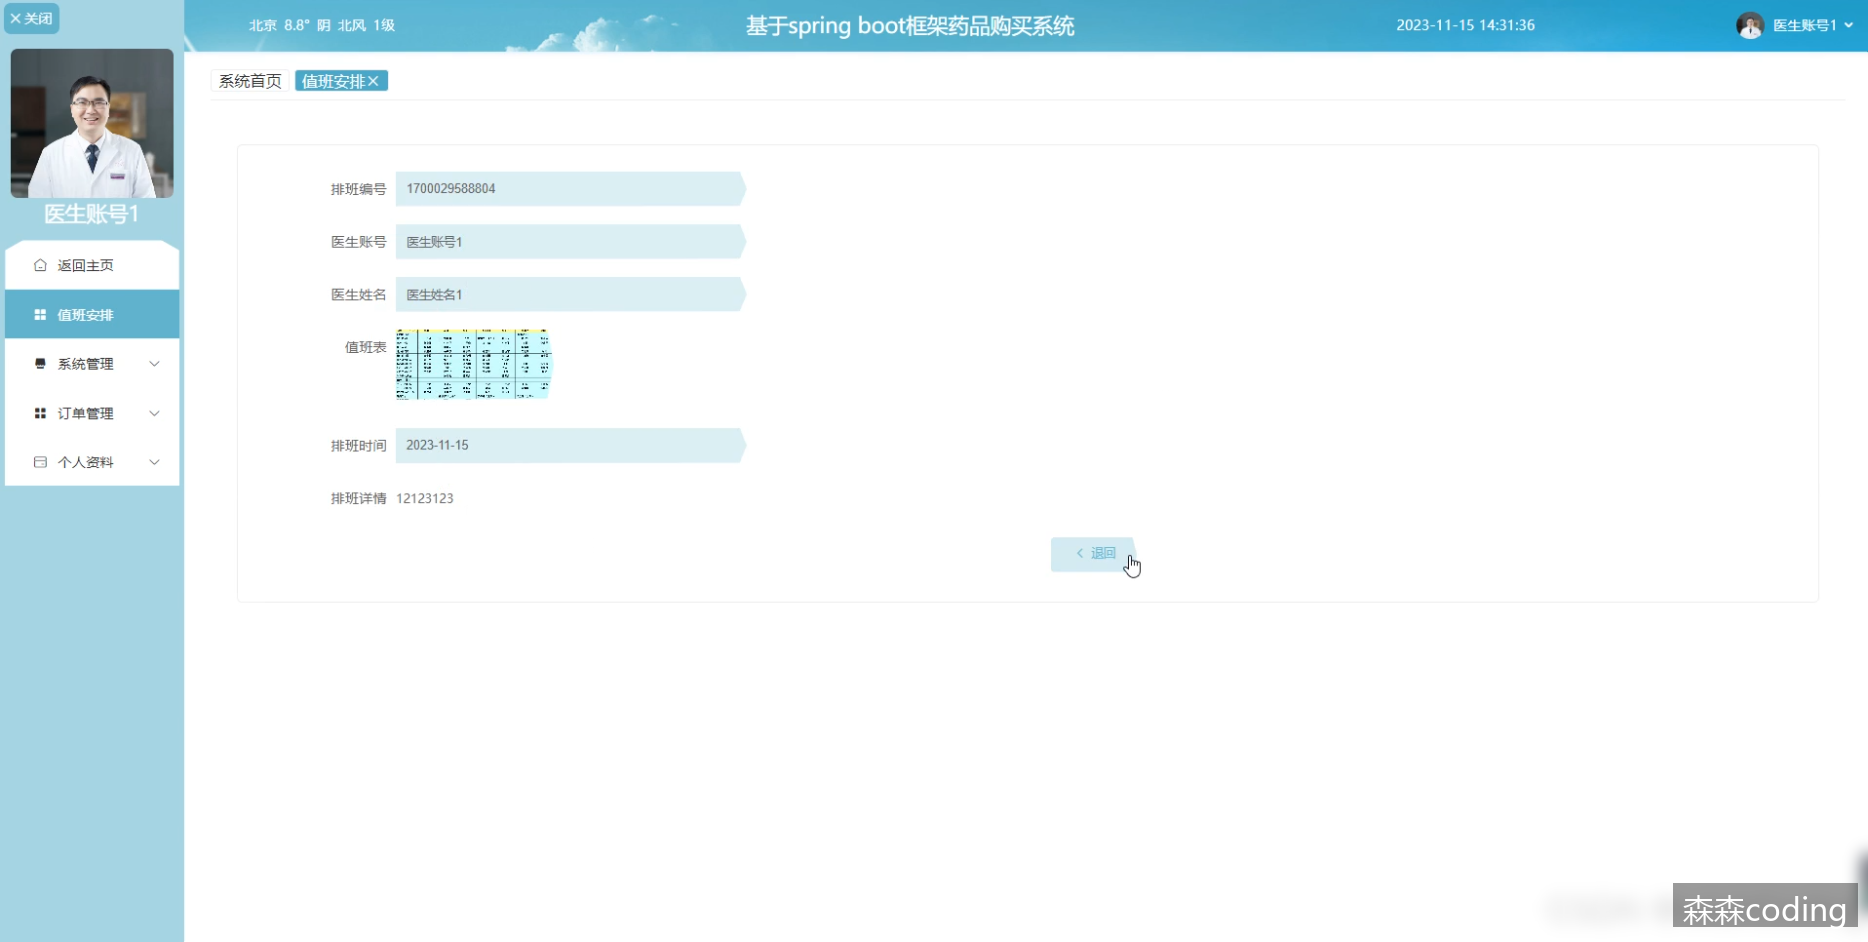 关闭
北京 8.8° 阴 北风 1级
基于spring boot框架药品购买系统
2023-11-15 14:31:36
医生账号1
系统首页
值班安排
医生账号1
返回主页
值班安排
系统管理
订单管理
个人资料
排班编号 1700029588804
医生账号 医生账号1
医生姓名 医生姓名1
值班表
排班时间 2023-11-15
排班详情 12123123
退回
森森coding